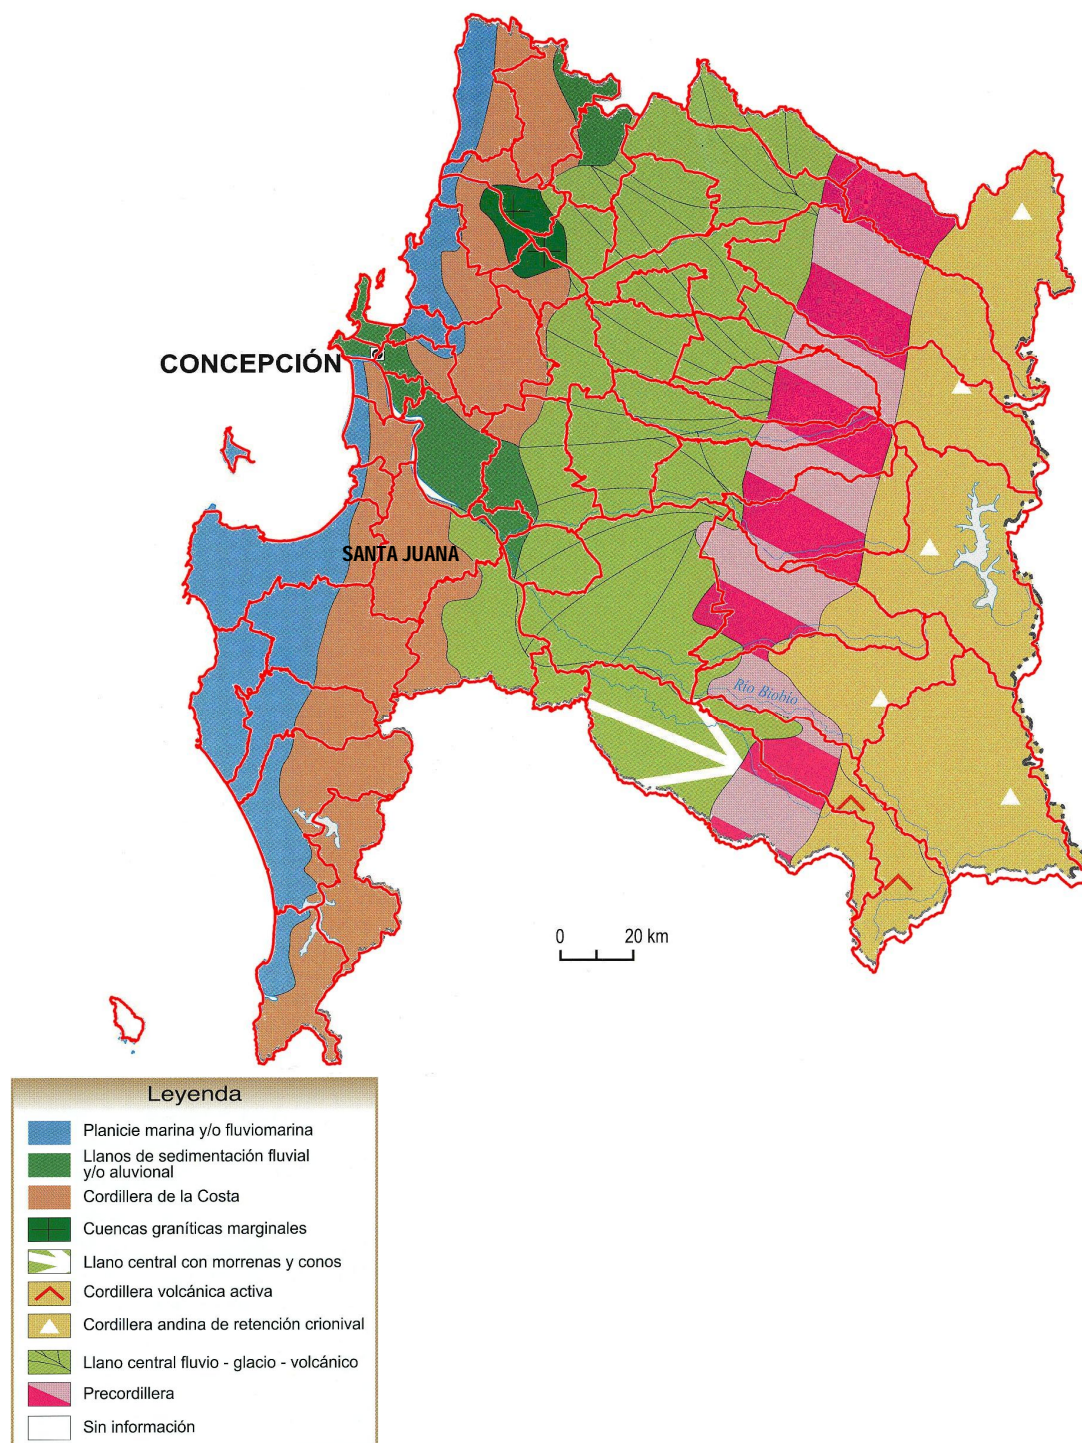 CONCEPCIÓN
SANTA JUANA
Río Biobio
0 20 km
Leyenda
Planicie marina y/o fluviomarina
Llanos de sedimentación fluvial
y/o aluvional
Cordillera de la Costa
Cuencas graníticas marginales
Llano central con morrenas y conos
Cordillera volcánica activa
Cordillera andina de retención crionival
Llano central fluvio - glacio - volcánico
Precordillera
Sin información